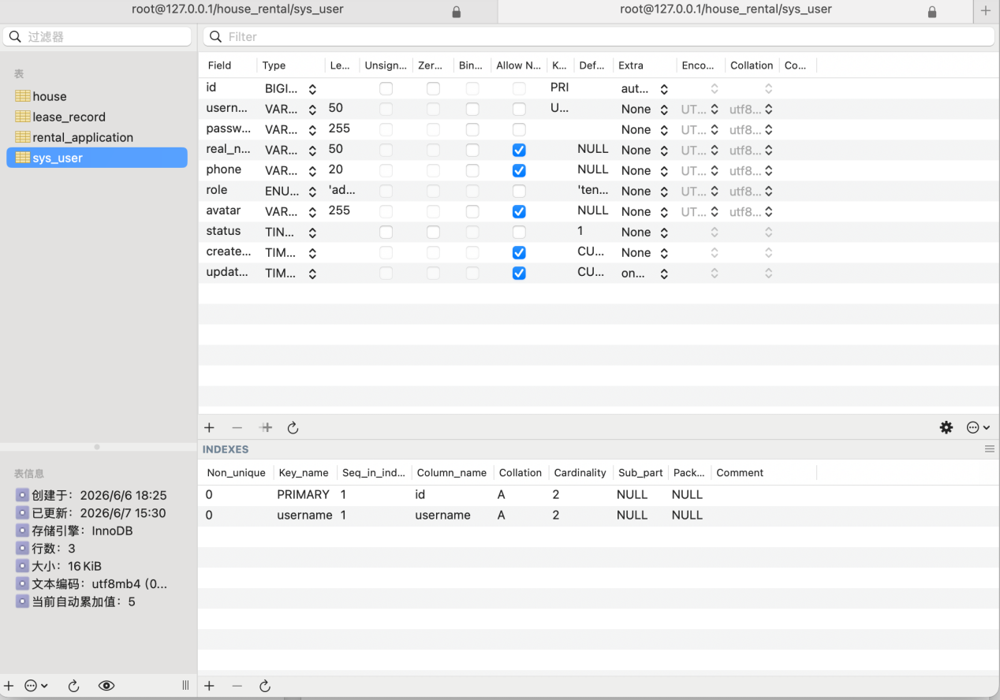 root@127.0.0.1/house_rental/sys_user root@127.0.0.1/house_rental/sys_user
过滤器
Filter
表
house
lease_record
rental_application
sys_user
Field Type Le... Unsign... Zer... Bin... Allow N... K... Def... Extra Enco... Collation Co...
id BIGI... PRI aut...
usern... VAR... 50 U... None UT... utf8...
passw... VAR... 255 None UT... utf8...
real_n... VAR... 50 NULL None UT... utf8...
phone VAR... 20 NULL None UT... utf8...
role ENU... 'ad... 'ten... None UT... utf8...
avatar VAR... 255 NULL None UT... utf8...
status TIN... 1 None
create... TIM... CU... None
updat... TIM... CU... on...
INDEXES
Non_unique Key_name Seq_in_ind... Column_name Collation Cardinality Sub_part Pack... Comment
0 PRIMARY 1 id A 2 NULL NULL
0 username 1 username A 2 NULL NULL
表信息
创建于：2026/6/6 18:25
已更新：2026/6/7 15:30
存储引擎：InnoDB
行数：3
大小：16 KiB
文本编码：utf8mb4 (0...
当前自动累加值：5